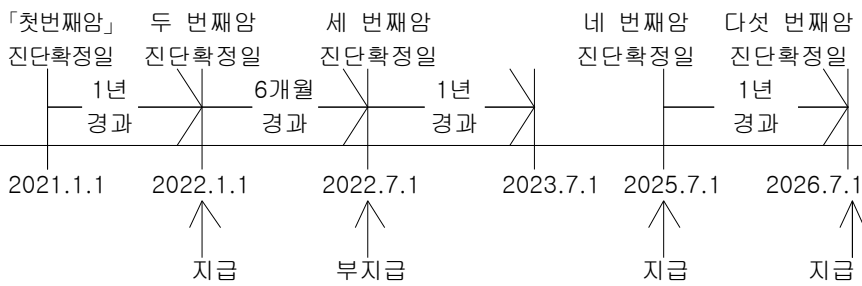 「첫번째암」 두 번째암 세 번째암 네 번째암 다섯 번째암
진단확정일 진단확정일 진단확정일 진단확정일 진단확정일
1년 6개월 1년 1년
경과 경과 경과 경과
2021.1.1 2022.1.1 2022.7.1 2023.7.1 2025.7.1 2026.7.1
지급 부지급 지급 지급